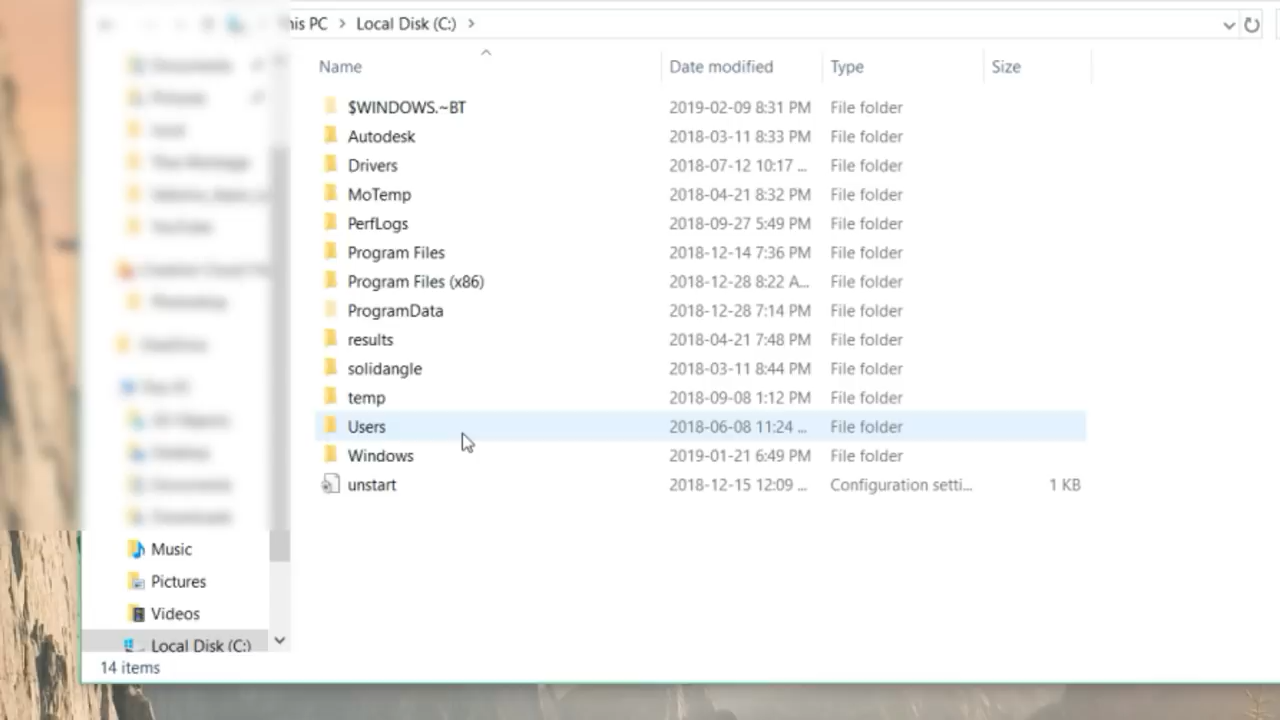 his PC > Local Disk (C:) >
Name Date modified Type Size
$WINDOWS.~BT 2019-02-09 8:31 PM File folder
Autodesk 2018-03-11 8:33 PM File folder
Drivers 2018-07-12 10:17 ... File folder
MoTemp 2018-04-21 8:32 PM File folder
PerfLogs 2018-09-27 5:49 PM File folder
Program Files 2018-12-14 7:36 PM File folder
Program Files (x86) 2018-12-28 8:22 A... File folder
ProgramData 2018-12-28 7:14 PM File folder
results 2018-04-21 7:48 PM File folder
solidangle 2018-03-11 8:44 PM File folder
temp 2018-09-08 1:12 PM File folder
Users 2018-06-08 11:24 ... File folder
Windows 2019-01-21 6:49 PM File folder
unstart 2018-12-15 12:09 ... Configuration setti... 1 KB
Music
Pictures
Videos
Local Disk (C:)
14 items